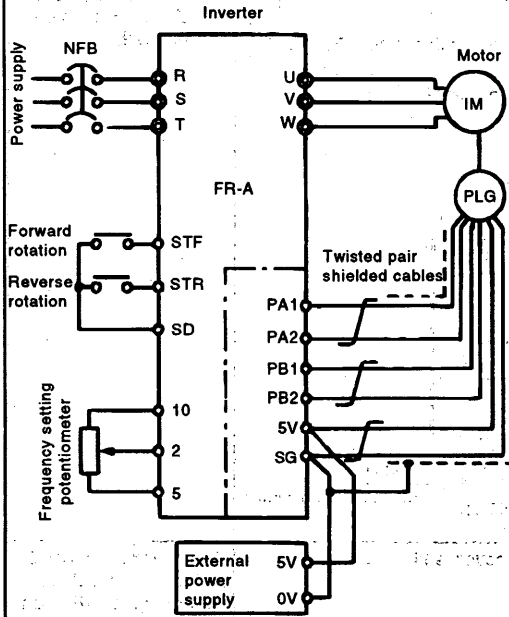 Inverter
NFB
Power supply
R
S
T
U
V
W
Motor
IM
FR-A
PLG
Forward
rotation
STF
Reverse
rotation
STR
SD
Twisted pair
shielded cables
PA1
PA2
PB1
PB2
5V
SG
Frequency setting
potentiometer
10
2
5
External
power
supply
5V
0V